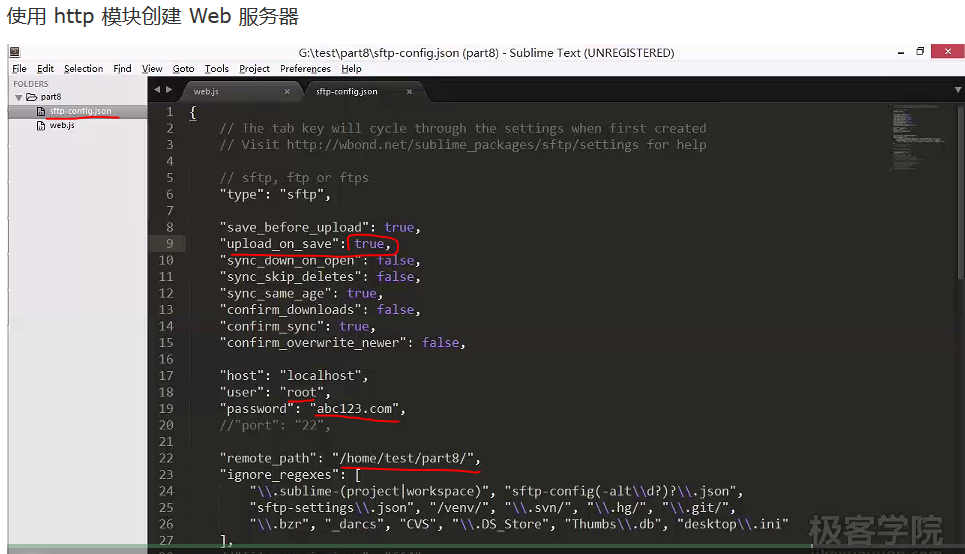 使用 http 模块创建 Web 服务器
G:\test\part8\sftp-config.json (part8) - Sublime Text (UNREGISTERED)
File Edit Selection Find View Goto Tools Project Preferences Help
FOLDERS
part8
sftp-config.json
web.js
web.js × sftp-config.json ×
1 {
2 // The tab key will cycle through the settings when first created
3 // Visit http://wbond.net/sublime_packages/sftp/settings for help
4
5 // sftp, ftp or ftps
6 "type": "sftp",
7
8 "save_before_upload": true,
9 "upload_on_save": true,
10 "sync_down_on_open": false,
11 "sync_skip_deletes": false,
12 "sync_same_age": true,
13 "confirm_downloads": false,
14 "confirm_sync": true,
15 "confirm_overwrite_newer": false,
16
17 "host": "localhost",
18 "user": "root",
19 "password": "abc123.com",
20 //"port": "22",
21
22 "remote_path": "/home/test/part8/",
23 "ignore_regexes": [
24 "\\.sublime-(project|workspace)", "sftp-config(-alt\\d?)?\\.json",
25 "sftp-settings\\.json", "/venv/", "\\.svn/", "\\.hg/", "\\.git/",
26 "\\.bzr", "_darcs", "CVS", "\\.DS_Store", "Thumbs\\.db", "desktop\\.ini"
27 ],
极客学院